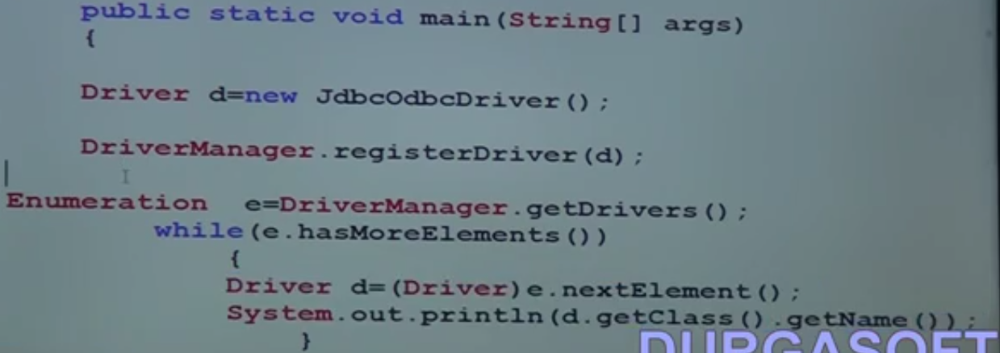 public static void main(String[] args)
{
Driver d=new JdbcOdbcDriver();
DriverManager.registerDriver(d);
Enumeration e=DriverManager.getDrivers();
while(e.hasMoreElements())
{
Driver d=(Driver)e.nextElement();
System.out.println(d.getClass().getName());
}
DURGASOFT